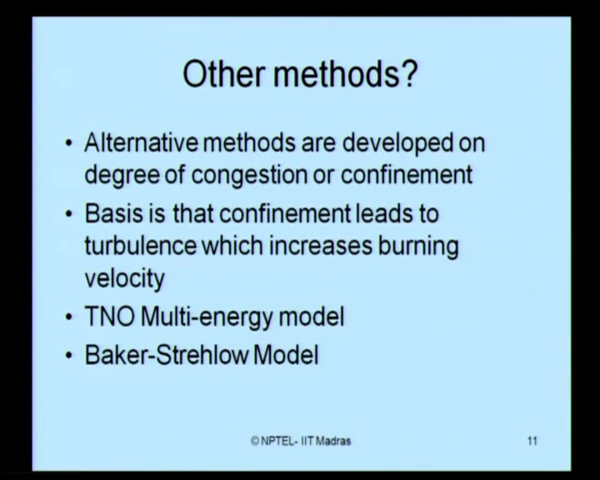 Other methods?
• Alternative methods are developed on
degree of congestion or confinement
• Basis is that confinement leads to
turbulence which increases burning
velocity
• TNO Multi-energy model
• Baker-Strehlow Model
© NPTEL- IIT Madras
11